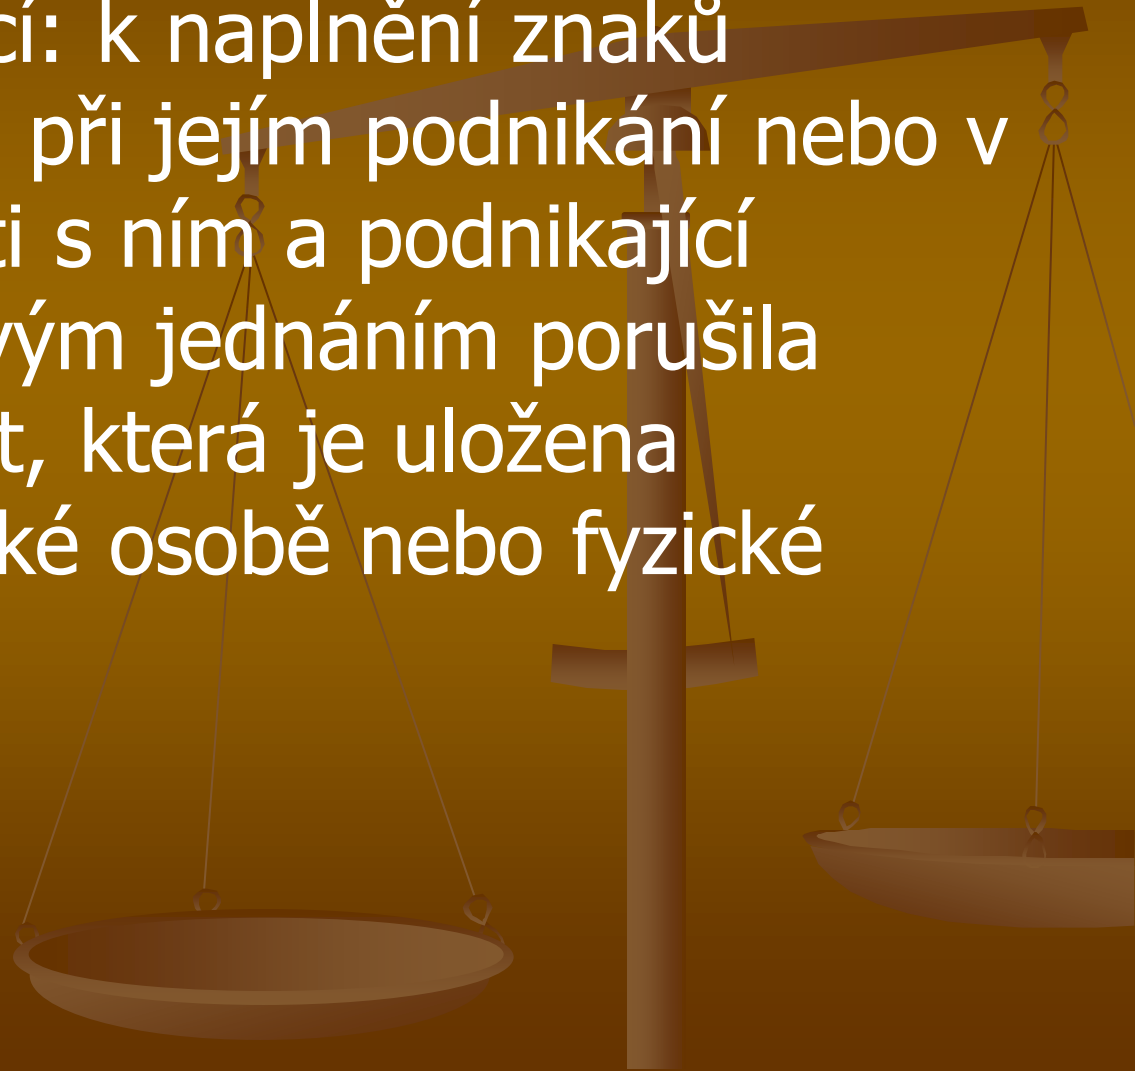 cí: k naplnění znaků
při jejím podnikání nebo v
ti s ním a podnikající
vým jednáním porušila
t, která je uložena
ké osobě nebo fyzické